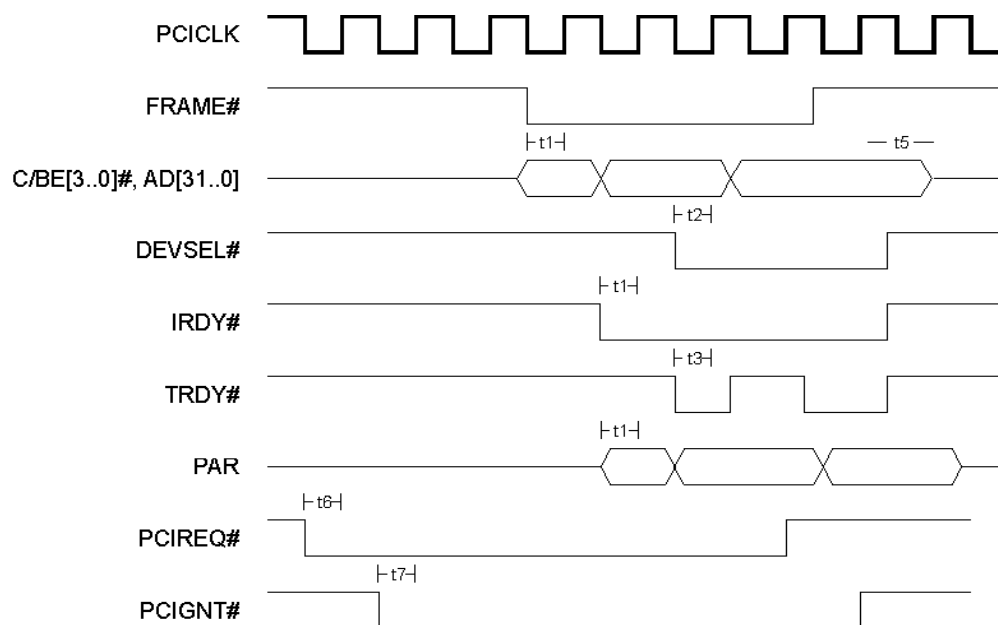 PCICLK
FRAME#
t1
t5
C/BE[3..0]#, AD[31..0]
t2
DEVSEL#
t1
IRDY#
t3
TRDY#
t1
PAR
t6
PCIREQ#
t7
PCIGNT#